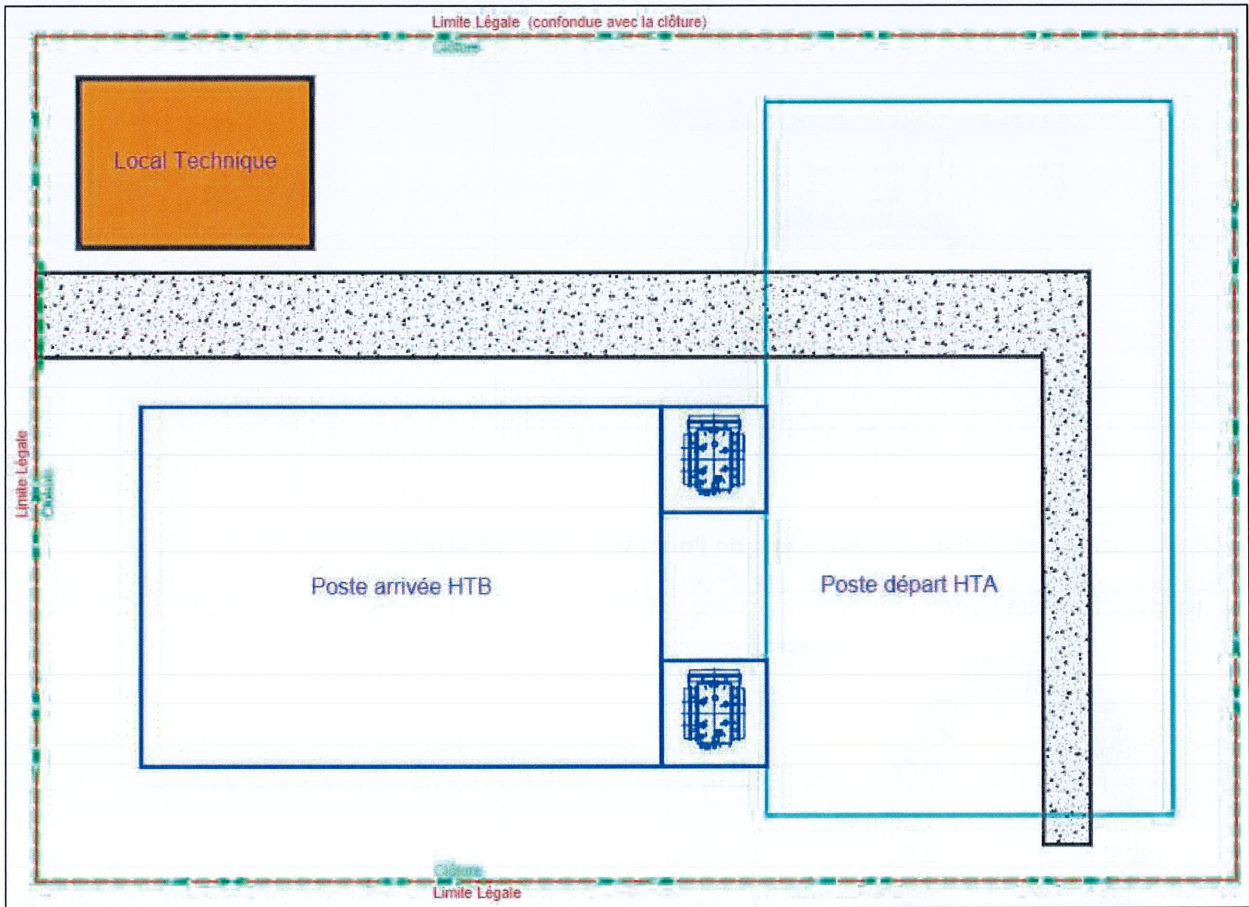 Limite Légale (confondue avec la clôture)
Clôture
Local Technique
Limite Légale
Clôture
Poste arrivée HTB
Poste départ HTA
Clôture
Limite Légale